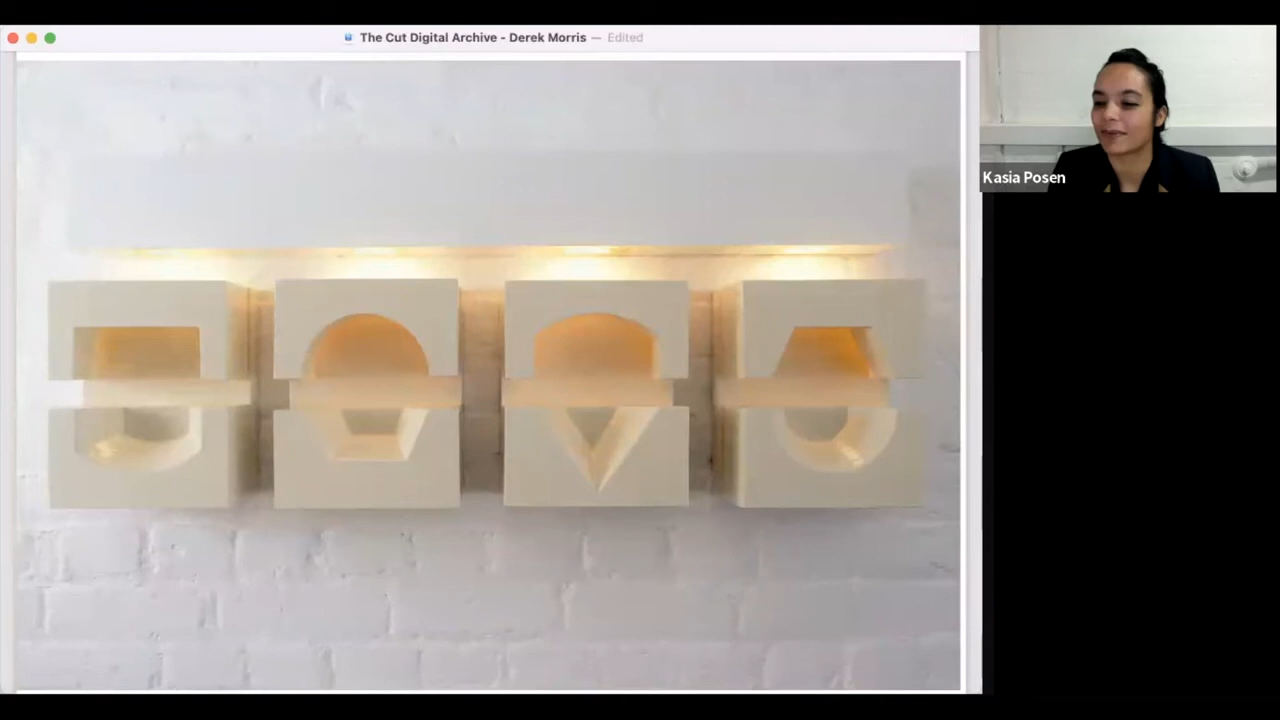 The Cut Digital Archive - Derek Morris — Edited
Kasia Posen